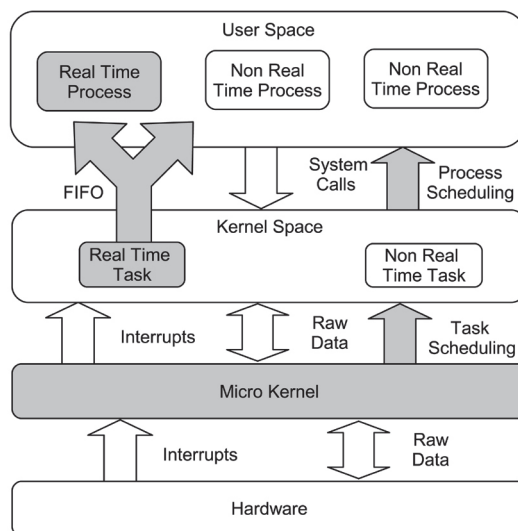 User Space
Real Time
Process
Non Real
Time Process
Non Real
Time Process
FIFO
System
Calls
Process
Scheduling
Kernel Space
Real Time
Task
Non Real
Time Task
Interrupts
Raw
Data
Task
Scheduling
Micro Kernel
Interrupts
Raw
Data
Hardware